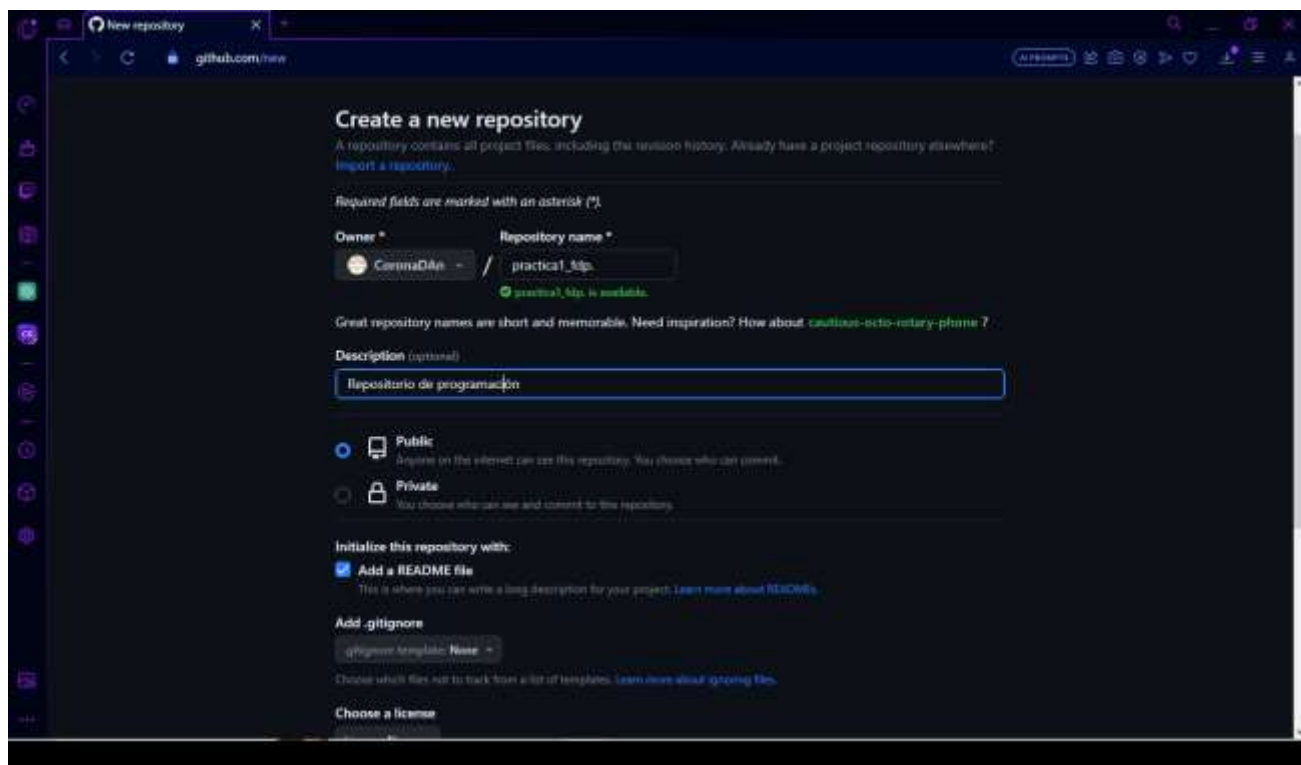 New repository
github.com/new
AI PROMPTS
Create a new repository
A repository contains all project files, including the revision history. Already have a project repository elsewhere?
Import a repository.
Required fields are marked with an asterisk (*).
Owner * Repository name *
CoronaDAn / practica1_fdp.
practica1_fdp. is available.
Great repository names are short and memorable. Need inspiration? How about cautious-octo-rotary-phone ?
Description (optional)
Repositorio de programación
Public
Anyone on the internet can see this repository. You choose who can commit.
Private
You choose who can see and commit to this repository.
Initialize this repository with:
Add a README file
This is where you can write a long description for your project. Learn more about READMEs.
Add .gitignore
.gitignore template: None
Choose which files not to track from a list of templates. Learn more about ignoring files.
Choose a license